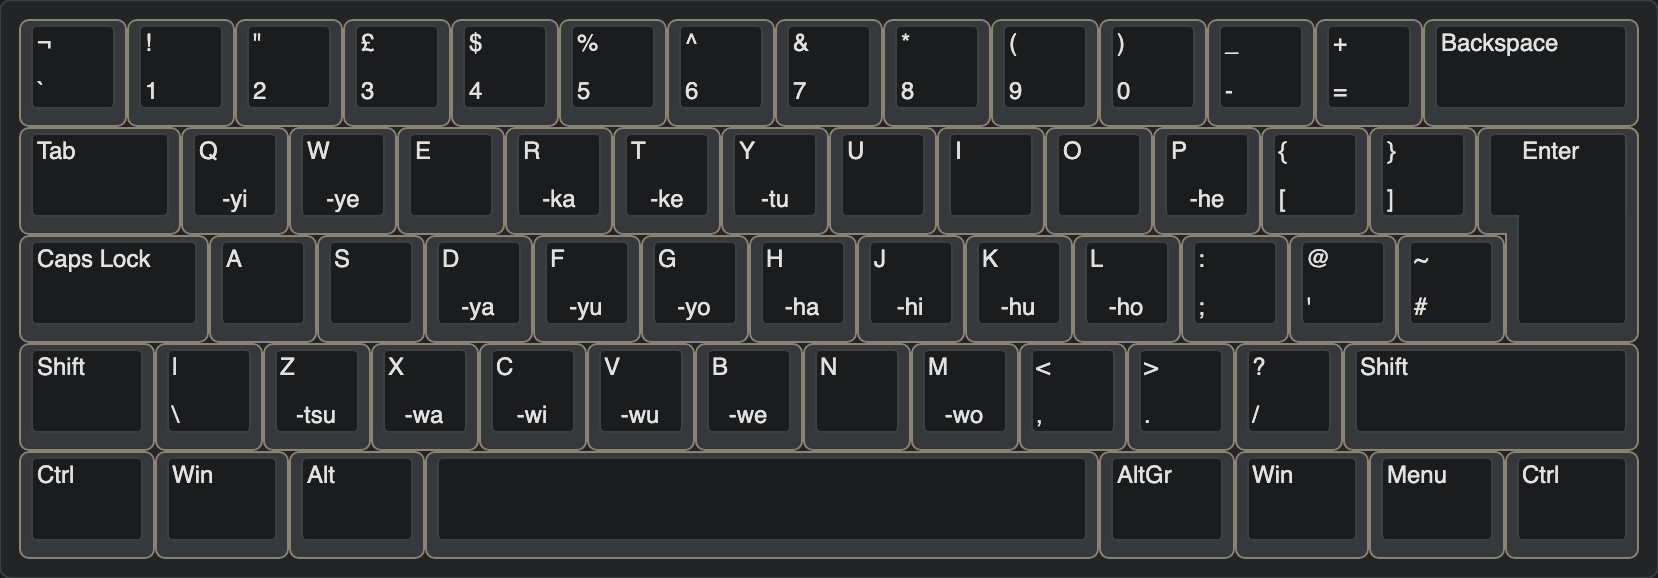 ¬ ! " £ $ % ^ & * ( ) _ + Backspace
` 1 2 3 4 5 6 7 8 9 0 - =
Tab Q W E R T Y U I O P { } Enter
-yi -ye -ka -ke -tu -he [ ]
Caps Lock A S D F G H J K L : @ ~
-ya -yu -yo -ha -hi -hu -ho ; ' #
Shift | Z X C V B N M < > ? Shift
\ -tsu -wa -wi -wu -we -wo , . /
Ctrl Win Alt AltGr Win Menu Ctrl